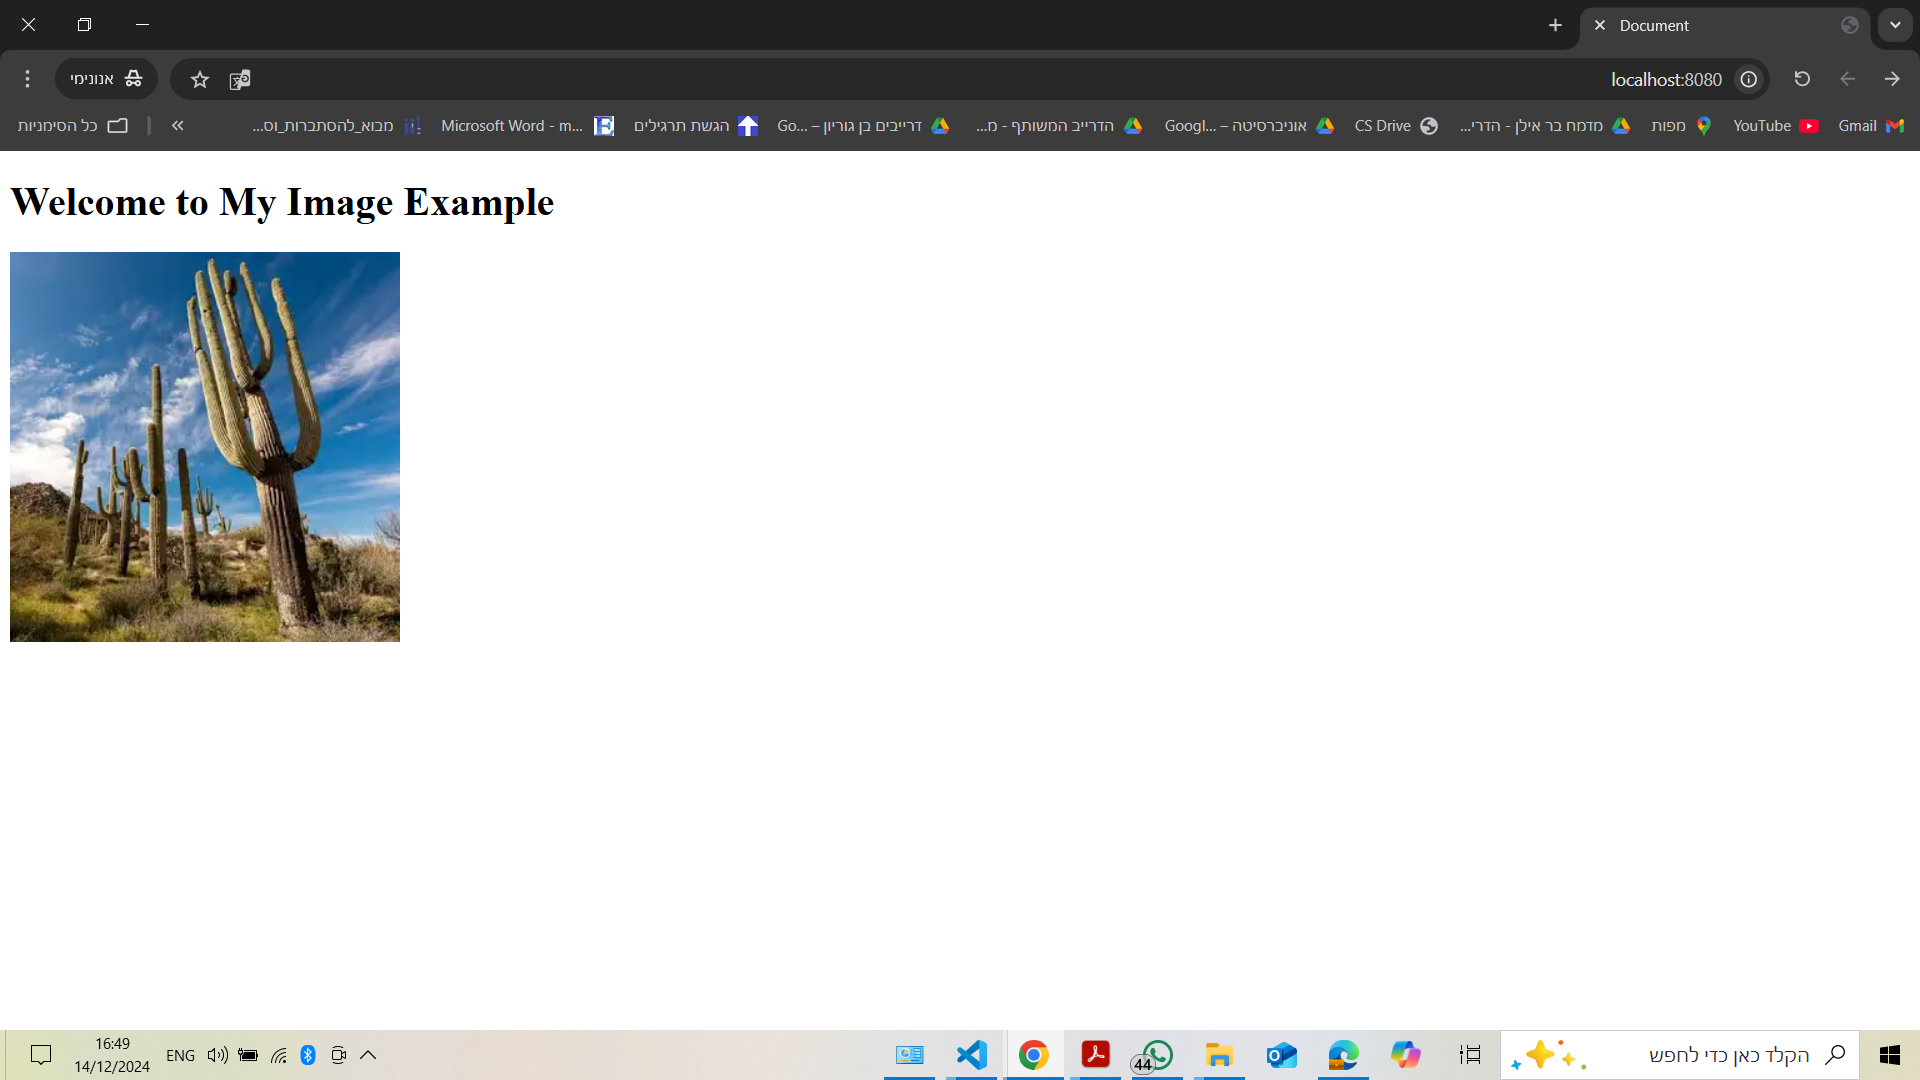 Document
localhost:8080
אנונימי
Gmail
YouTube
מפות
מדמח בר אילן - הדרי...
CS Drive
אוניברסיטה – Googl...
הדרייב המשותף - מ...
דרייבים בן גוריון – Go...
הגשת תרגילים
Microsoft Word - m...
מבוא_להסתברות_וס...
כל הסימניות
Welcome to My Image Example
הקלד כאן כדי לחפש
44
ENG
16:49
14/12/2024